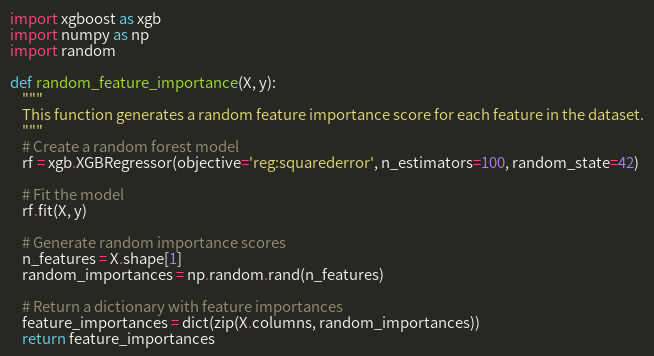 import xgboost as xgb
import numpy as np
import random
def random_feature_importance(X, y):
"""
This function generates a random feature importance score for each feature in the dataset.
"""
# Create a random forest model
rf = xgb.XGBRegressor(objective='reg:squarederror', n_estimators=100, random_state=42)
# Fit the model
rf.fit(X, y)
# Generate random importance scores
n_features = X.shape[1]
random_importances = np.random.rand(n_features)
# Return a dictionary with feature importances
feature_importances = dict(zip(X.columns, random_importances))
return feature_importances